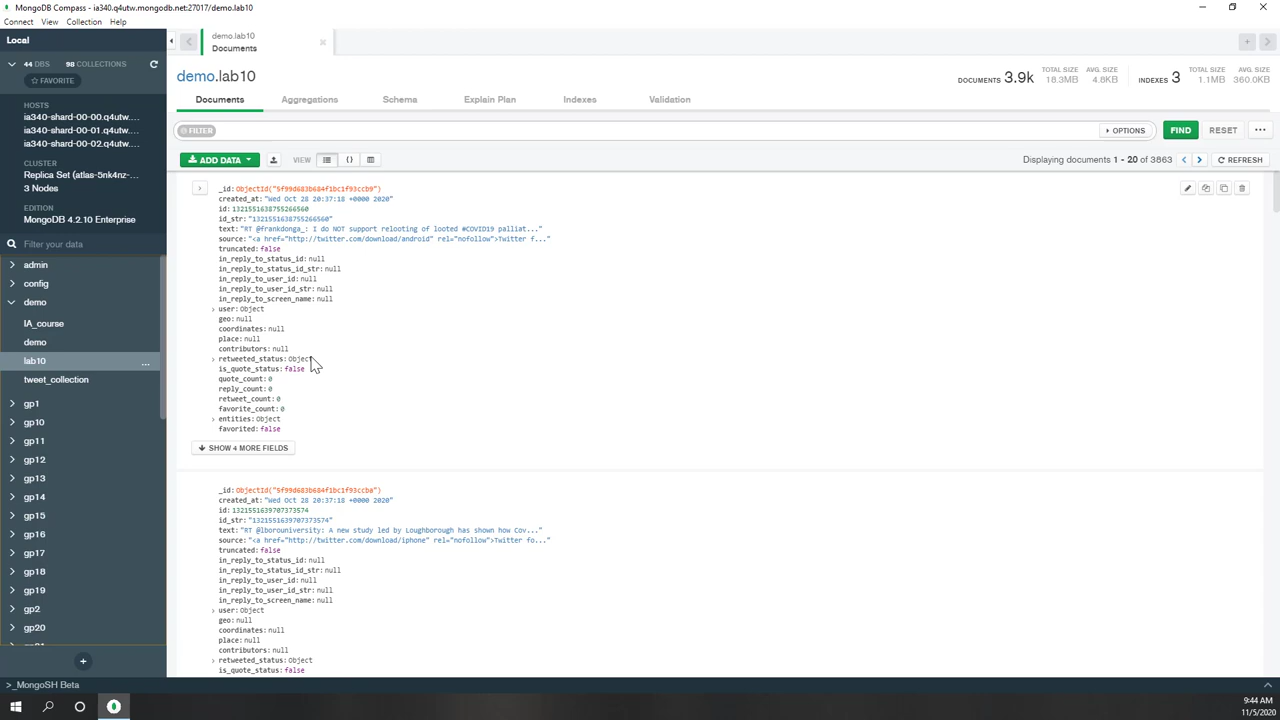 MongoDB Compass - ia340.q4utw.mongodb.net:27017/demo.lab10
Connect View Collection Help
Local
demo.lab10
Documents
44 DBS 98 COLLECTIONS
FAVORITE
HOSTS
ia340-shard-00-00.q4utw....
ia340-shard-00-01.q4utw....
ia340-shard-00-02.q4utw....
CLUSTER
Replica Set (atlas-5nk4nz-...
3 Nodes
EDITION
MongoDB 4.2.10 Enterprise
Filter your data
admin
config
demo
IA_course
demo
lab10
...
tweet_collection
gp1
gp10
gp11
gp12
gp13
gp14
gp15
gp16
gp17
gp18
gp19
gp2
gp20
demo.lab10
DOCUMENTS 3.9k TOTAL SIZE 18.3MB AVG. SIZE 4.8KB INDEXES 3 TOTAL SIZE 1.1MB AVG. SIZE 360.0KB
Documents Aggregations Schema Explain Plan Indexes Validation
FILTER OPTIONS FIND RESET ...
ADD DATA VIEW {} Displaying documents 1 - 20 of 3863 < > REFRESH
_id: ObjectId("5f99d683b684f1bc1f93ccb9")
created_at: "Wed Oct 28 20:37:18 +0000 2020"
id: 1321551638755266560
id_str: "1321551638755266560"
text: "RT @frankdonga_: I do NOT support relooting of looted #COVID19 palliat..."
source: "<a href="http://twitter.com/download/android" rel="nofollow">Twitter f..."
truncated: false
in_reply_to_status_id: null
in_reply_to_status_id_str: null
in_reply_to_user_id: null
in_reply_to_user_id_str: null
in_reply_to_screen_name: null
user: Object
geo: null
coordinates: null
place: null
contributors: null
retweeted_status: Object
is_quote_status: false
quote_count: 0
reply_count: 0
retweet_count: 0
favorite_count: 0
entities: Object
favorited: false
SHOW 4 MORE FIELDS
_id: ObjectId("5f99d683b684f1bc1f93ccba")
created_at: "Wed Oct 28 20:37:18 +0000 2020"
id: 1321551639707373574
id_str: "1321551639707373574"
text: "RT @lborouniversity: A new study led by Loughborough has shown how Cov..."
source: "<a href="http://twitter.com/download/iphone" rel="nofollow">Twitter fo..."
truncated: false
in_reply_to_status_id: null
in_reply_to_status_id_str: null
in_reply_to_user_id: null
in_reply_to_user_id_str: null
in_reply_to_screen_name: null
user: Object
geo: null
coordinates: null
place: null
contributors: null
retweeted_status: Object
is_quote_status: false
>_MongoSH Beta
9:44 AM
11/5/2020